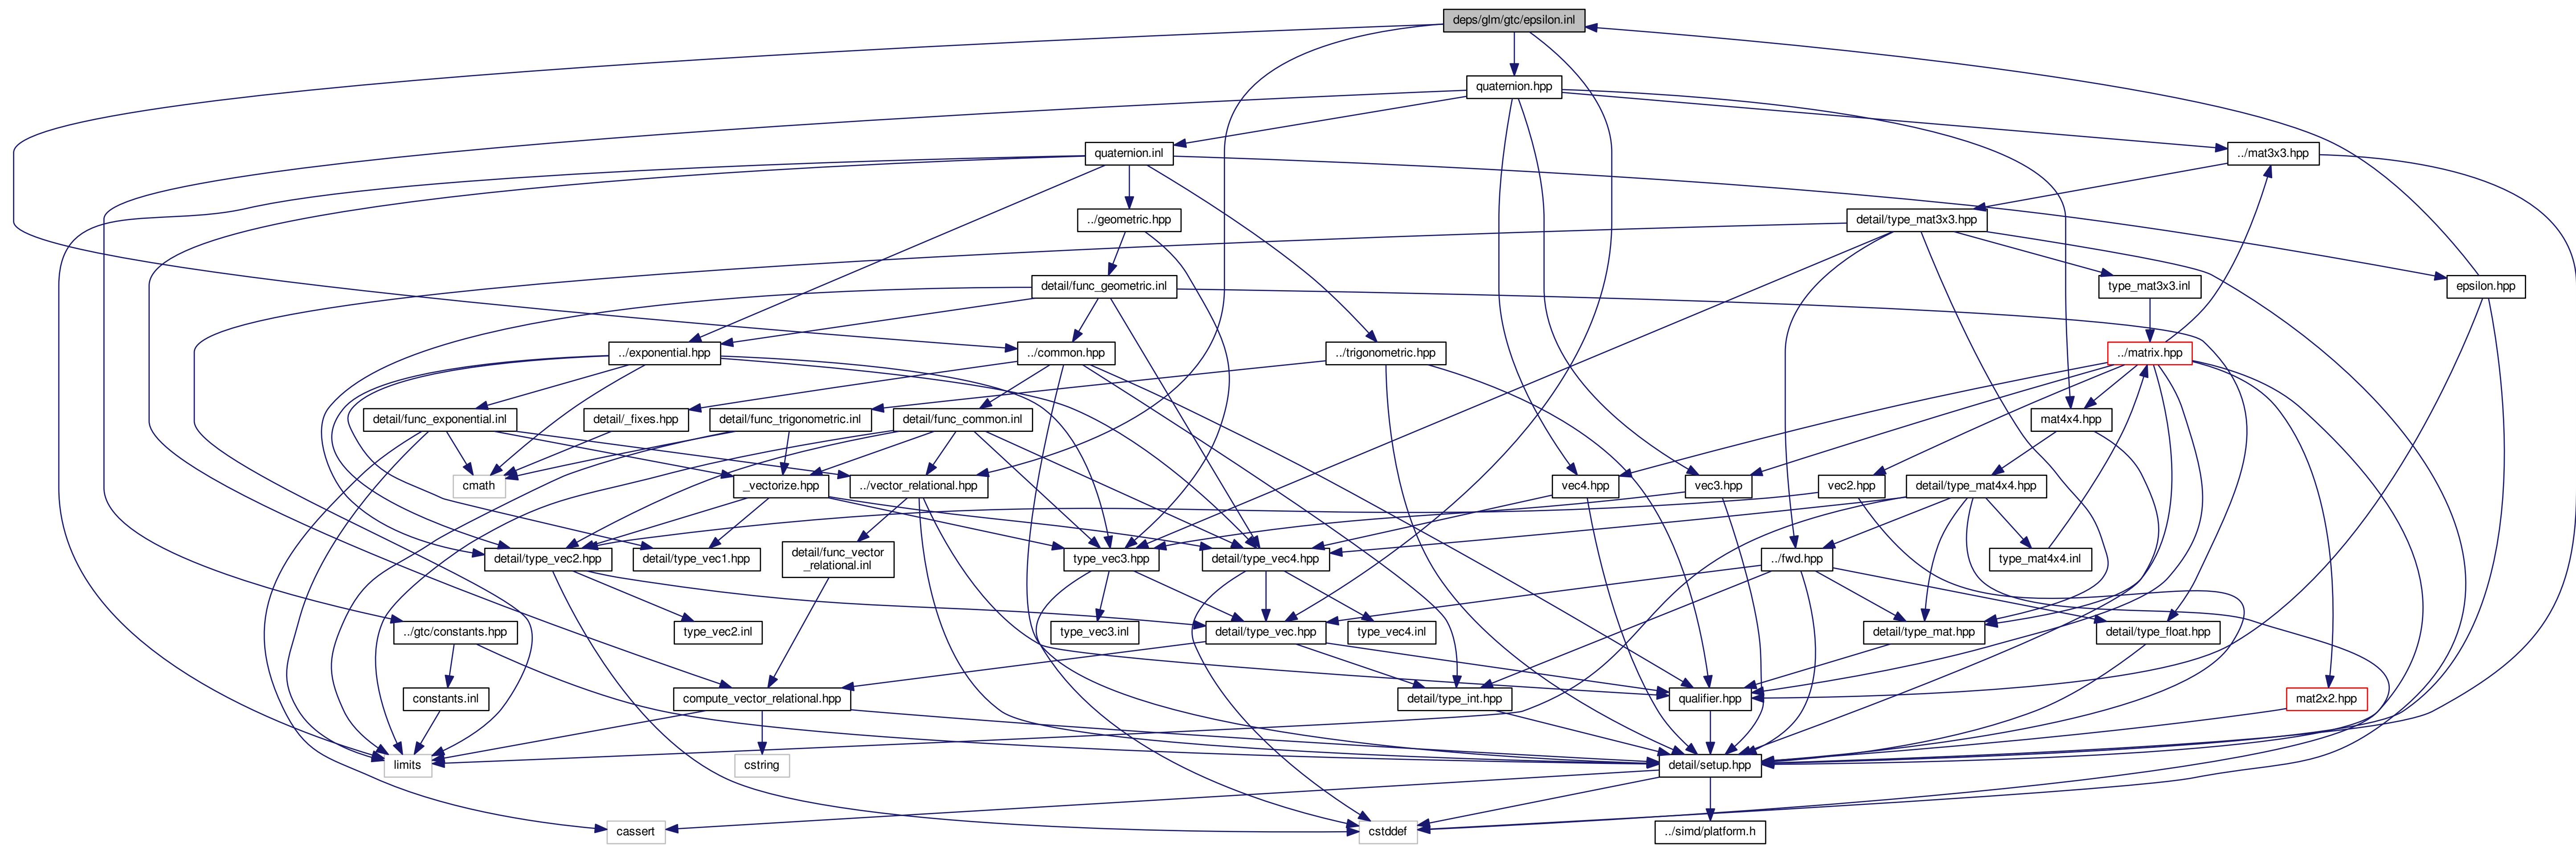 deps/glm/gtc/epsilon.inl
quaternion.hpp
quaternion.inl
../mat3x3.hpp
../geometric.hpp
detail/type_mat3x3.hpp
detail/func_geometric.inl
type_mat3x3.inl
epsilon.hpp
../exponential.hpp
../common.hpp
../trigonometric.hpp
../matrix.hpp
detail/func_exponential.inl
detail/_fixes.hpp
detail/func_trigonometric.inl
detail/func_common.inl
mat4x4.hpp
cmath
_vectorize.hpp
../vector_relational.hpp
vec4.hpp
vec3.hpp
vec2.hpp
detail/type_mat4x4.hpp
detail/type_vec2.hpp
detail/type_vec1.hpp
detail/func_vector
_relational.inl
type_vec3.hpp
detail/type_vec4.hpp
../fwd.hpp
type_mat4x4.inl
../gtc/constants.hpp
type_vec2.inl
type_vec3.inl
detail/type_vec.hpp
type_vec4.inl
detail/type_mat.hpp
detail/type_float.hpp
constants.inl
compute_vector_relational.hpp
detail/type_int.hpp
qualifier.hpp
mat2x2.hpp
limits
cstring
detail/setup.hpp
cassert
cstddef
../simd/platform.h